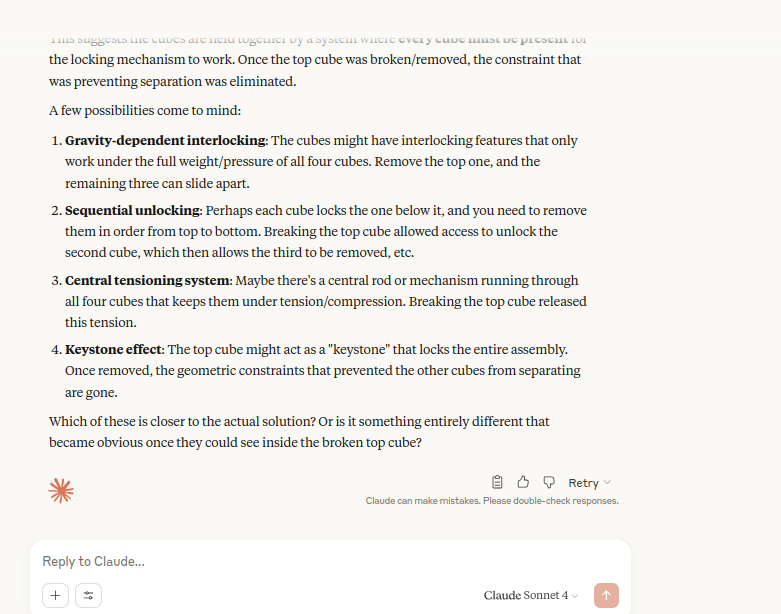 This suggests the cubes are held together by a system where every cube must be present for
the locking mechanism to work. Once the top cube was broken/removed, the constraint that
was preventing separation was eliminated.
A few possibilities come to mind:
1. Gravity-dependent interlocking: The cubes might have interlocking features that only
work under the full weight/pressure of all four cubes. Remove the top one, and the
remaining three can slide apart.
2. Sequential unlocking: Perhaps each cube locks the one below it, and you need to remove
them in order from top to bottom. Breaking the top cube allowed access to unlock the
second cube, which then allows the third to be removed, etc.
3. Central tensioning system: Maybe there's a central rod or mechanism running through
all four cubes that keeps them under tension/compression. Breaking the top cube released
this tension.
4. Keystone effect: The top cube might act as a "keystone" that locks the entire assembly.
Once removed, the geometric constraints that prevented the other cubes from separating
are gone.
Which of these is closer to the actual solution? Or is it something entirely different that
became obvious once they could see inside the broken top cube?
Retry
Claude can make mistakes. Please double-check responses.
Reply to Claude...
Claude Sonnet 4